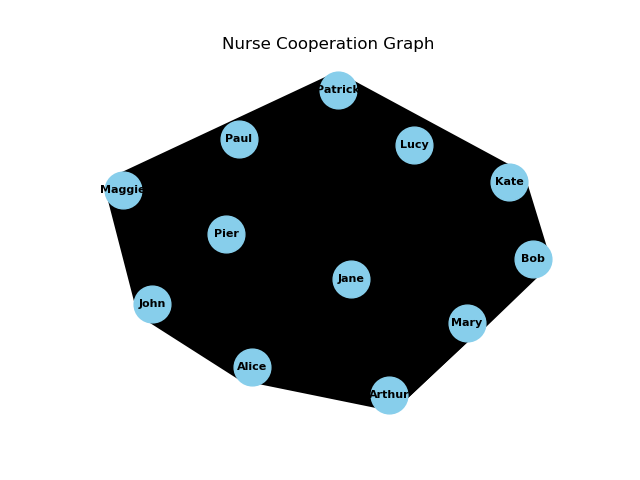 Nurse Cooperation Graph
Patrick
Paul
Lucy
Kate
Maggie
Pier
Bob
Jane
John
Mary
Alice
Arthur